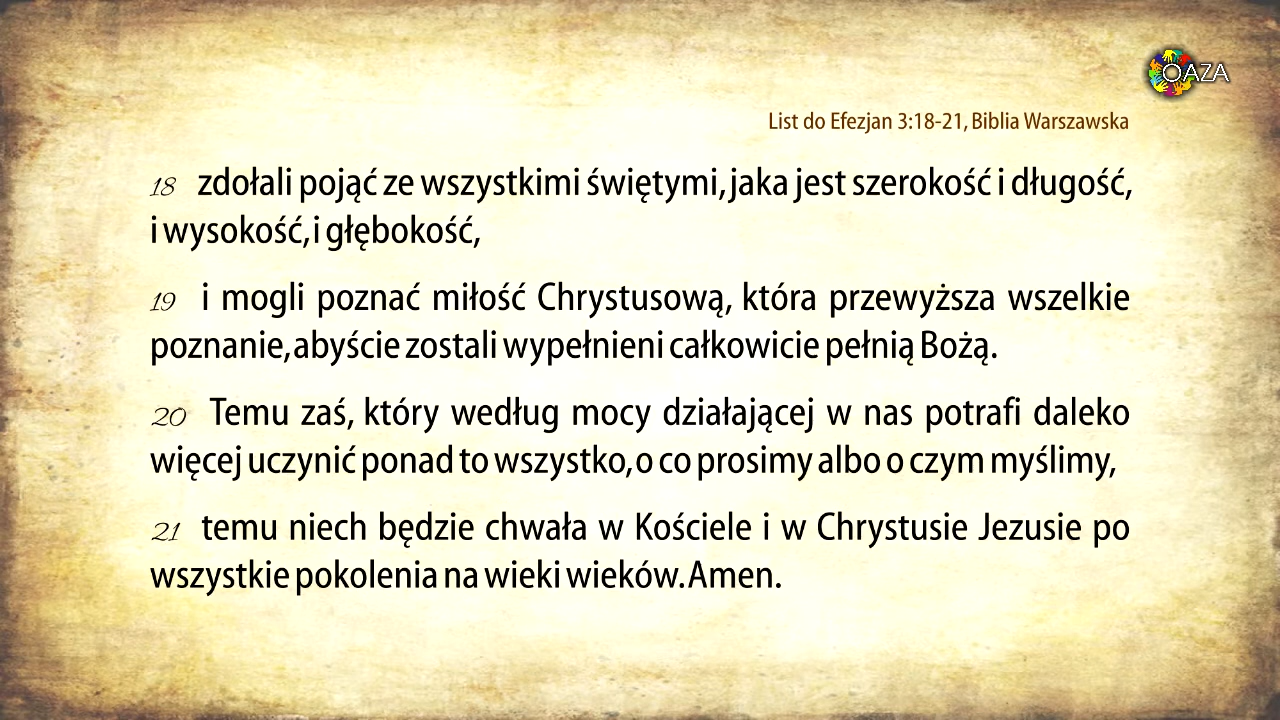 OAZA
List do Efezjan 3:18-21, Biblia Warszawska
18 zdołali pojąć ze wszystkimi świętymi, jaka jest szerokość i długość,
i wysokość, i głębokość,
19 i mogli poznać miłość Chrystusową, która przewyższa wszelkie
poznanie, abyście zostali wypełnieni całkowicie pełnią Bożą.
20 Temu zaś, który według mocy działającej w nas potrafi daleko
więcej uczynić ponad to wszystko, o co prosimy albo o czym myślimy,
21 temu niech będzie chwała w Kościele i w Chrystusie Jezusie po
wszystkie pokolenia na wieki wieków. Amen.